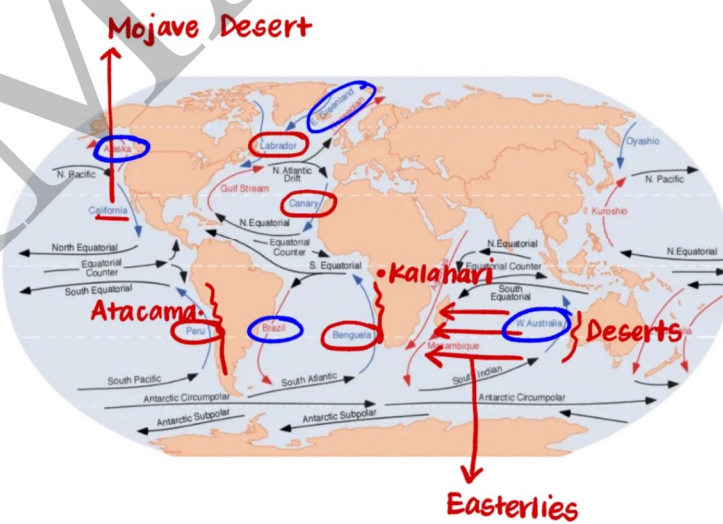 Mojave Desert
E. Greenland
Norwegian
Alaska
Labrador
Oyashio
N. Pacific
N. Atlantic
Drift
N. Pacific
Gulf Stream
California
Canary
Kuroshio
N.Equatorial
North Equatorial
Equatorial
Counter
N.Equatorial
N.Equatorial
Equatorial
Counter
S. Equatorial
Kalahari
Equatorial Counter
South Equatorial
South
Equatorial
Atacama
Peru
Brazil
Benguela
W.Australia
Deserts
Mozambique
South Pacific
South Atlantic
South Indian
Antarctic Circumpolar
Antarctic Circumpolar
Antarctic Subpolar
Antarctic Subpolar
Easterlies